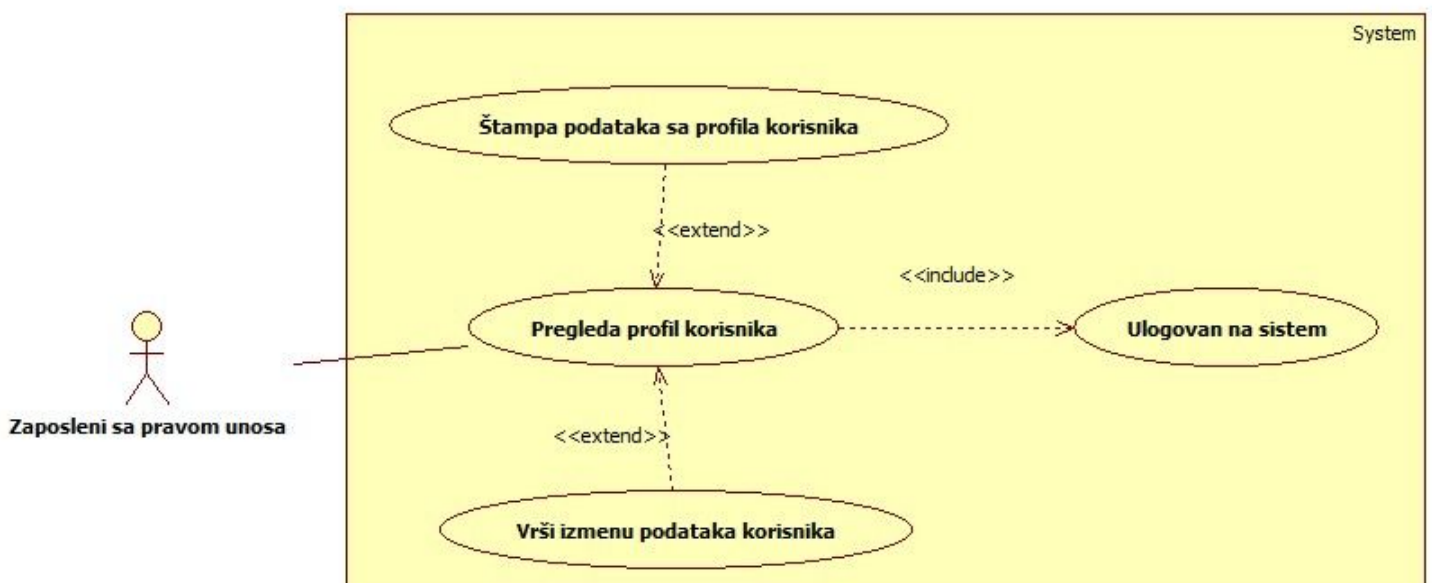 System
Štampa podataka sa profila korisnika
<<extend>>
<<include>>
Pregleda profil korisnika
Ulogovan na sistem
Zaposleni sa pravom unosa
<<extend>>
Vrši izmenu podataka korisnika